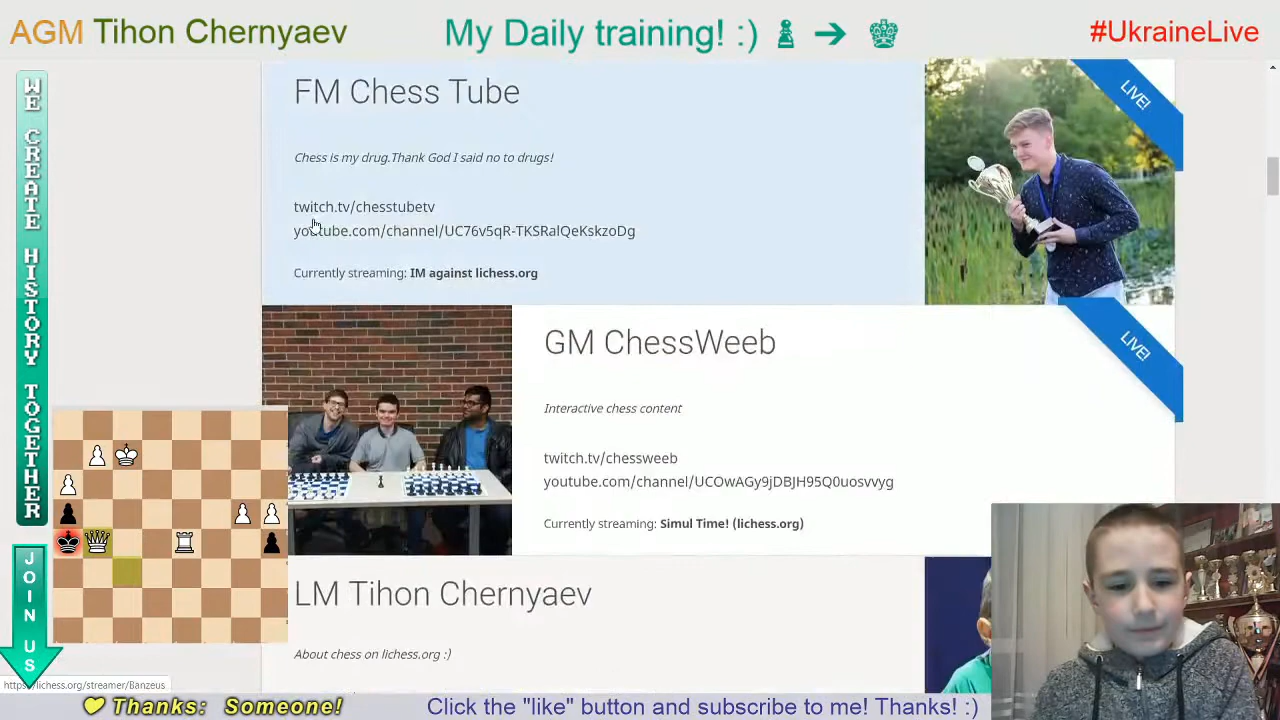 AGM Tihon Chernyaev
My Daily training! :)
#UkraineLive
WE CREATE HISTORY TOGETHER
JOIN US
FM Chess Tube
Chess is my drug.Thank God I said no to drugs!
twitch.tv/chesstubetv
youtube.com/channel/UC76v5qR-TKSRalQeKskzoDg
Currently streaming: IM against lichess.org
LIVE!
GM ChessWeeb
Interactive chess content
twitch.tv/chessweeb
youtube.com/channel/UCOwAGy9jDBJH95Q0uosvvyg
Currently streaming: Simul Time! (lichess.org)
LIVE!
LM Tihon Chernyaev
About chess on lichess.org :)
https://lichess.org/streamer/Banzeus
Thanks: Someone!
Click the "like" button and subscribe to me! Thanks! :)